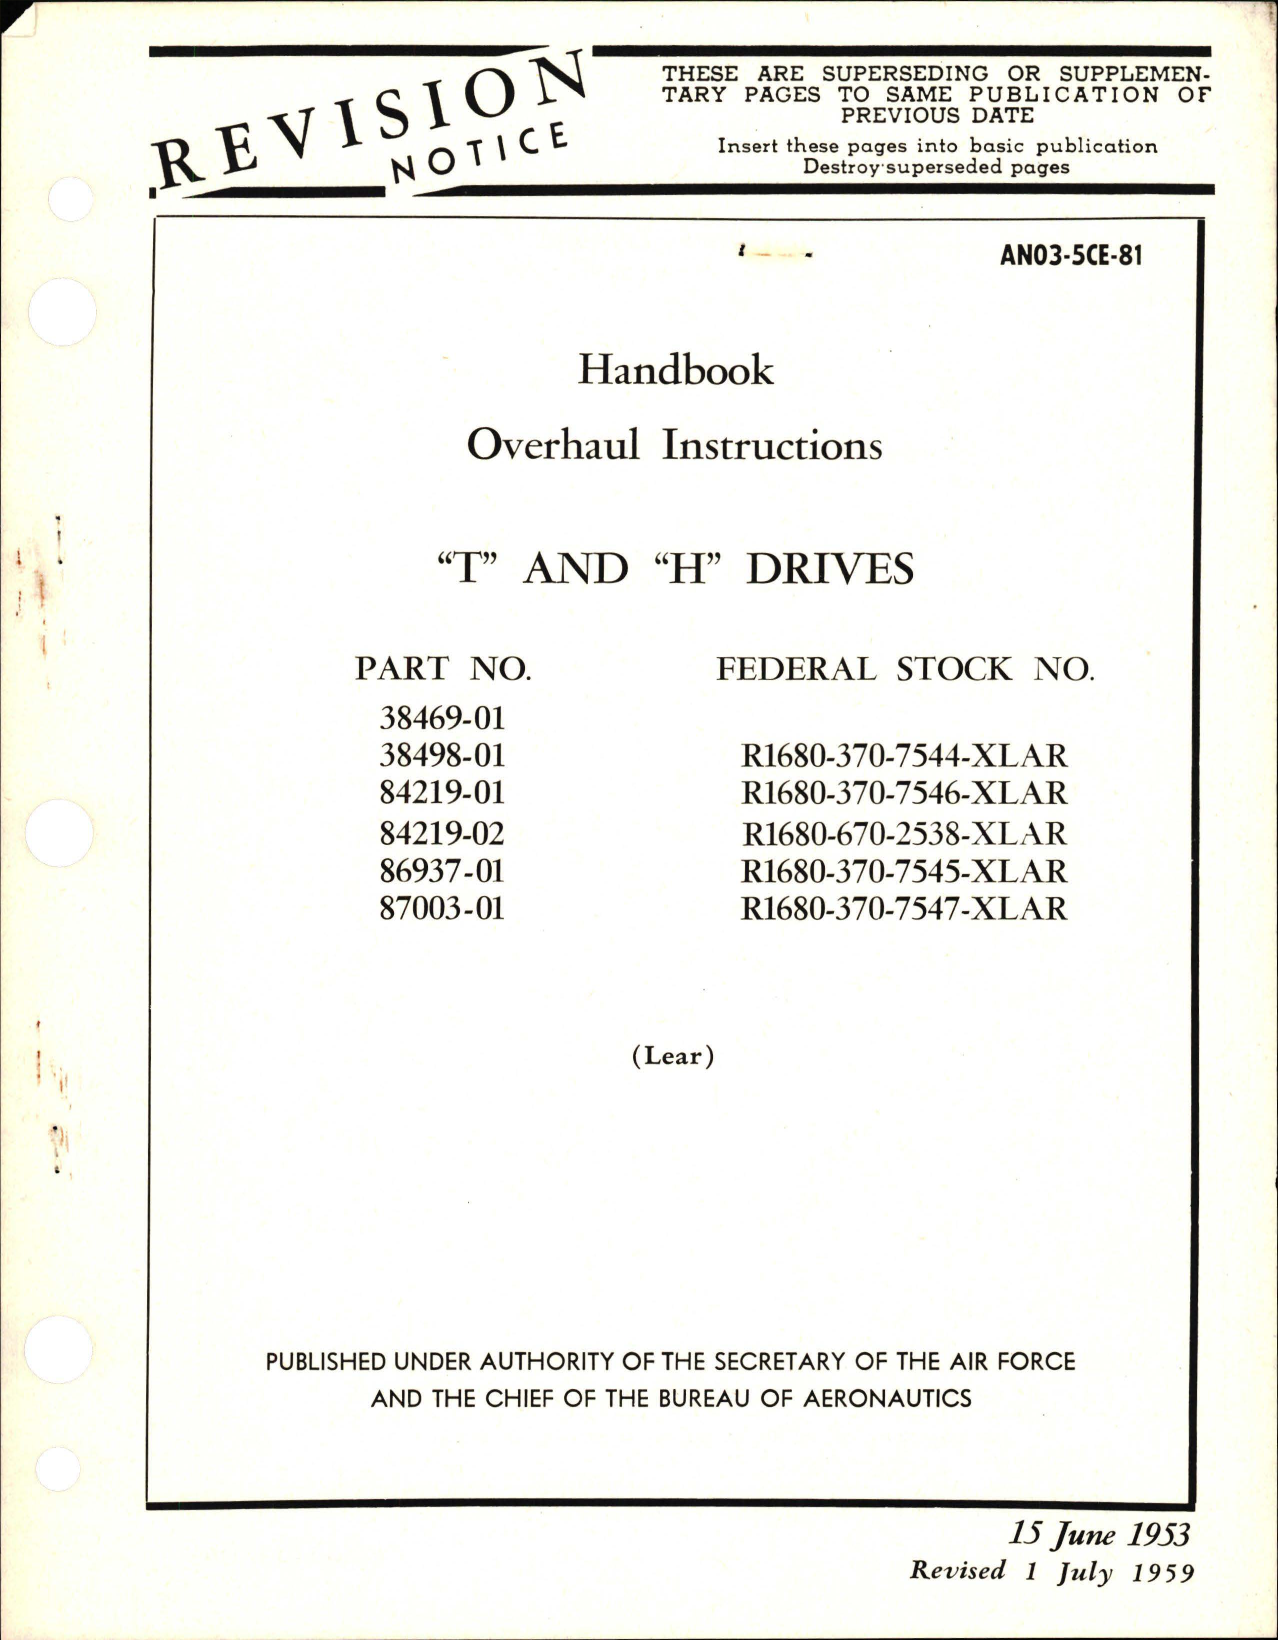 REVISION
NOTICE
THESE ARE SUPERSEDING OR SUPPLEMEN-
TARY PAGES TO SAME PUBLICATION OF
PREVIOUS DATE
Insert these pages into basic publication
Destroy superseded pages
AN03-5CE-81
Handbook
Overhaul Instructions
“T” AND “H” DRIVES
PART NO. FEDERAL STOCK NO.
38469-01
38498-01 R1680-370-7544-XLAR
84219-01 R1680-370-7546-XLAR
84219-02 R1680-670-2538-XLAR
86937-01 R1680-370-7545-XLAR
87003-01 R1680-370-7547-XLAR
(Lear)
PUBLISHED UNDER AUTHORITY OF THE SECRETARY OF THE AIR FORCE
AND THE CHIEF OF THE BUREAU OF AERONAUTICS
15 June 1953
Revised 1 July 1959